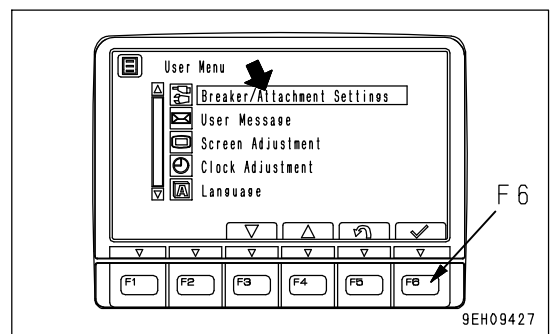 User Menu
Breaker/Attachment Settings
User Message
Screen Adjustment
Clock Adjustment
A Language
F6
F1 F2 F3 F4 F5 F6
9EH09427